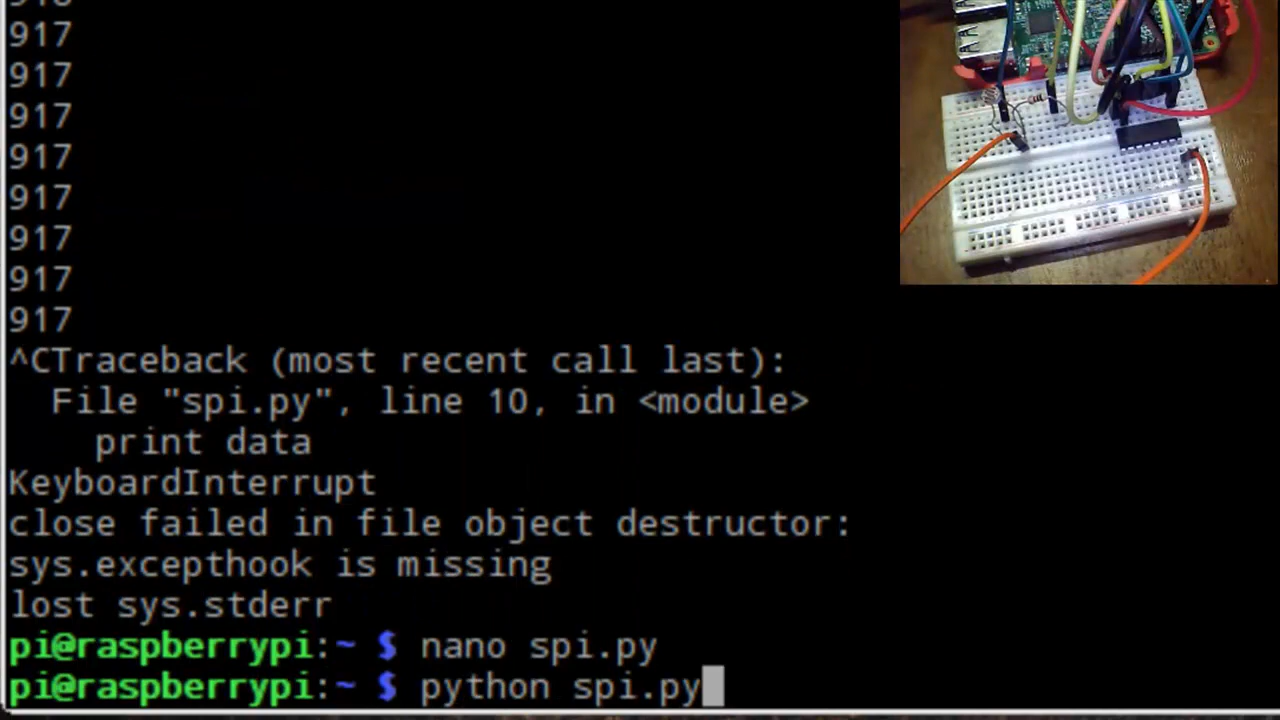 917
917
917
917
917
917
917
917
^CTraceback (most recent call last):
  File "spi.py", line 10, in <module>
    print data
KeyboardInterrupt
close failed in file object destructor:
sys.excepthook is missing
lost sys.stderr
pi@raspberrypi:~ $ nano spi.py
pi@raspberrypi:~ $ python spi.py